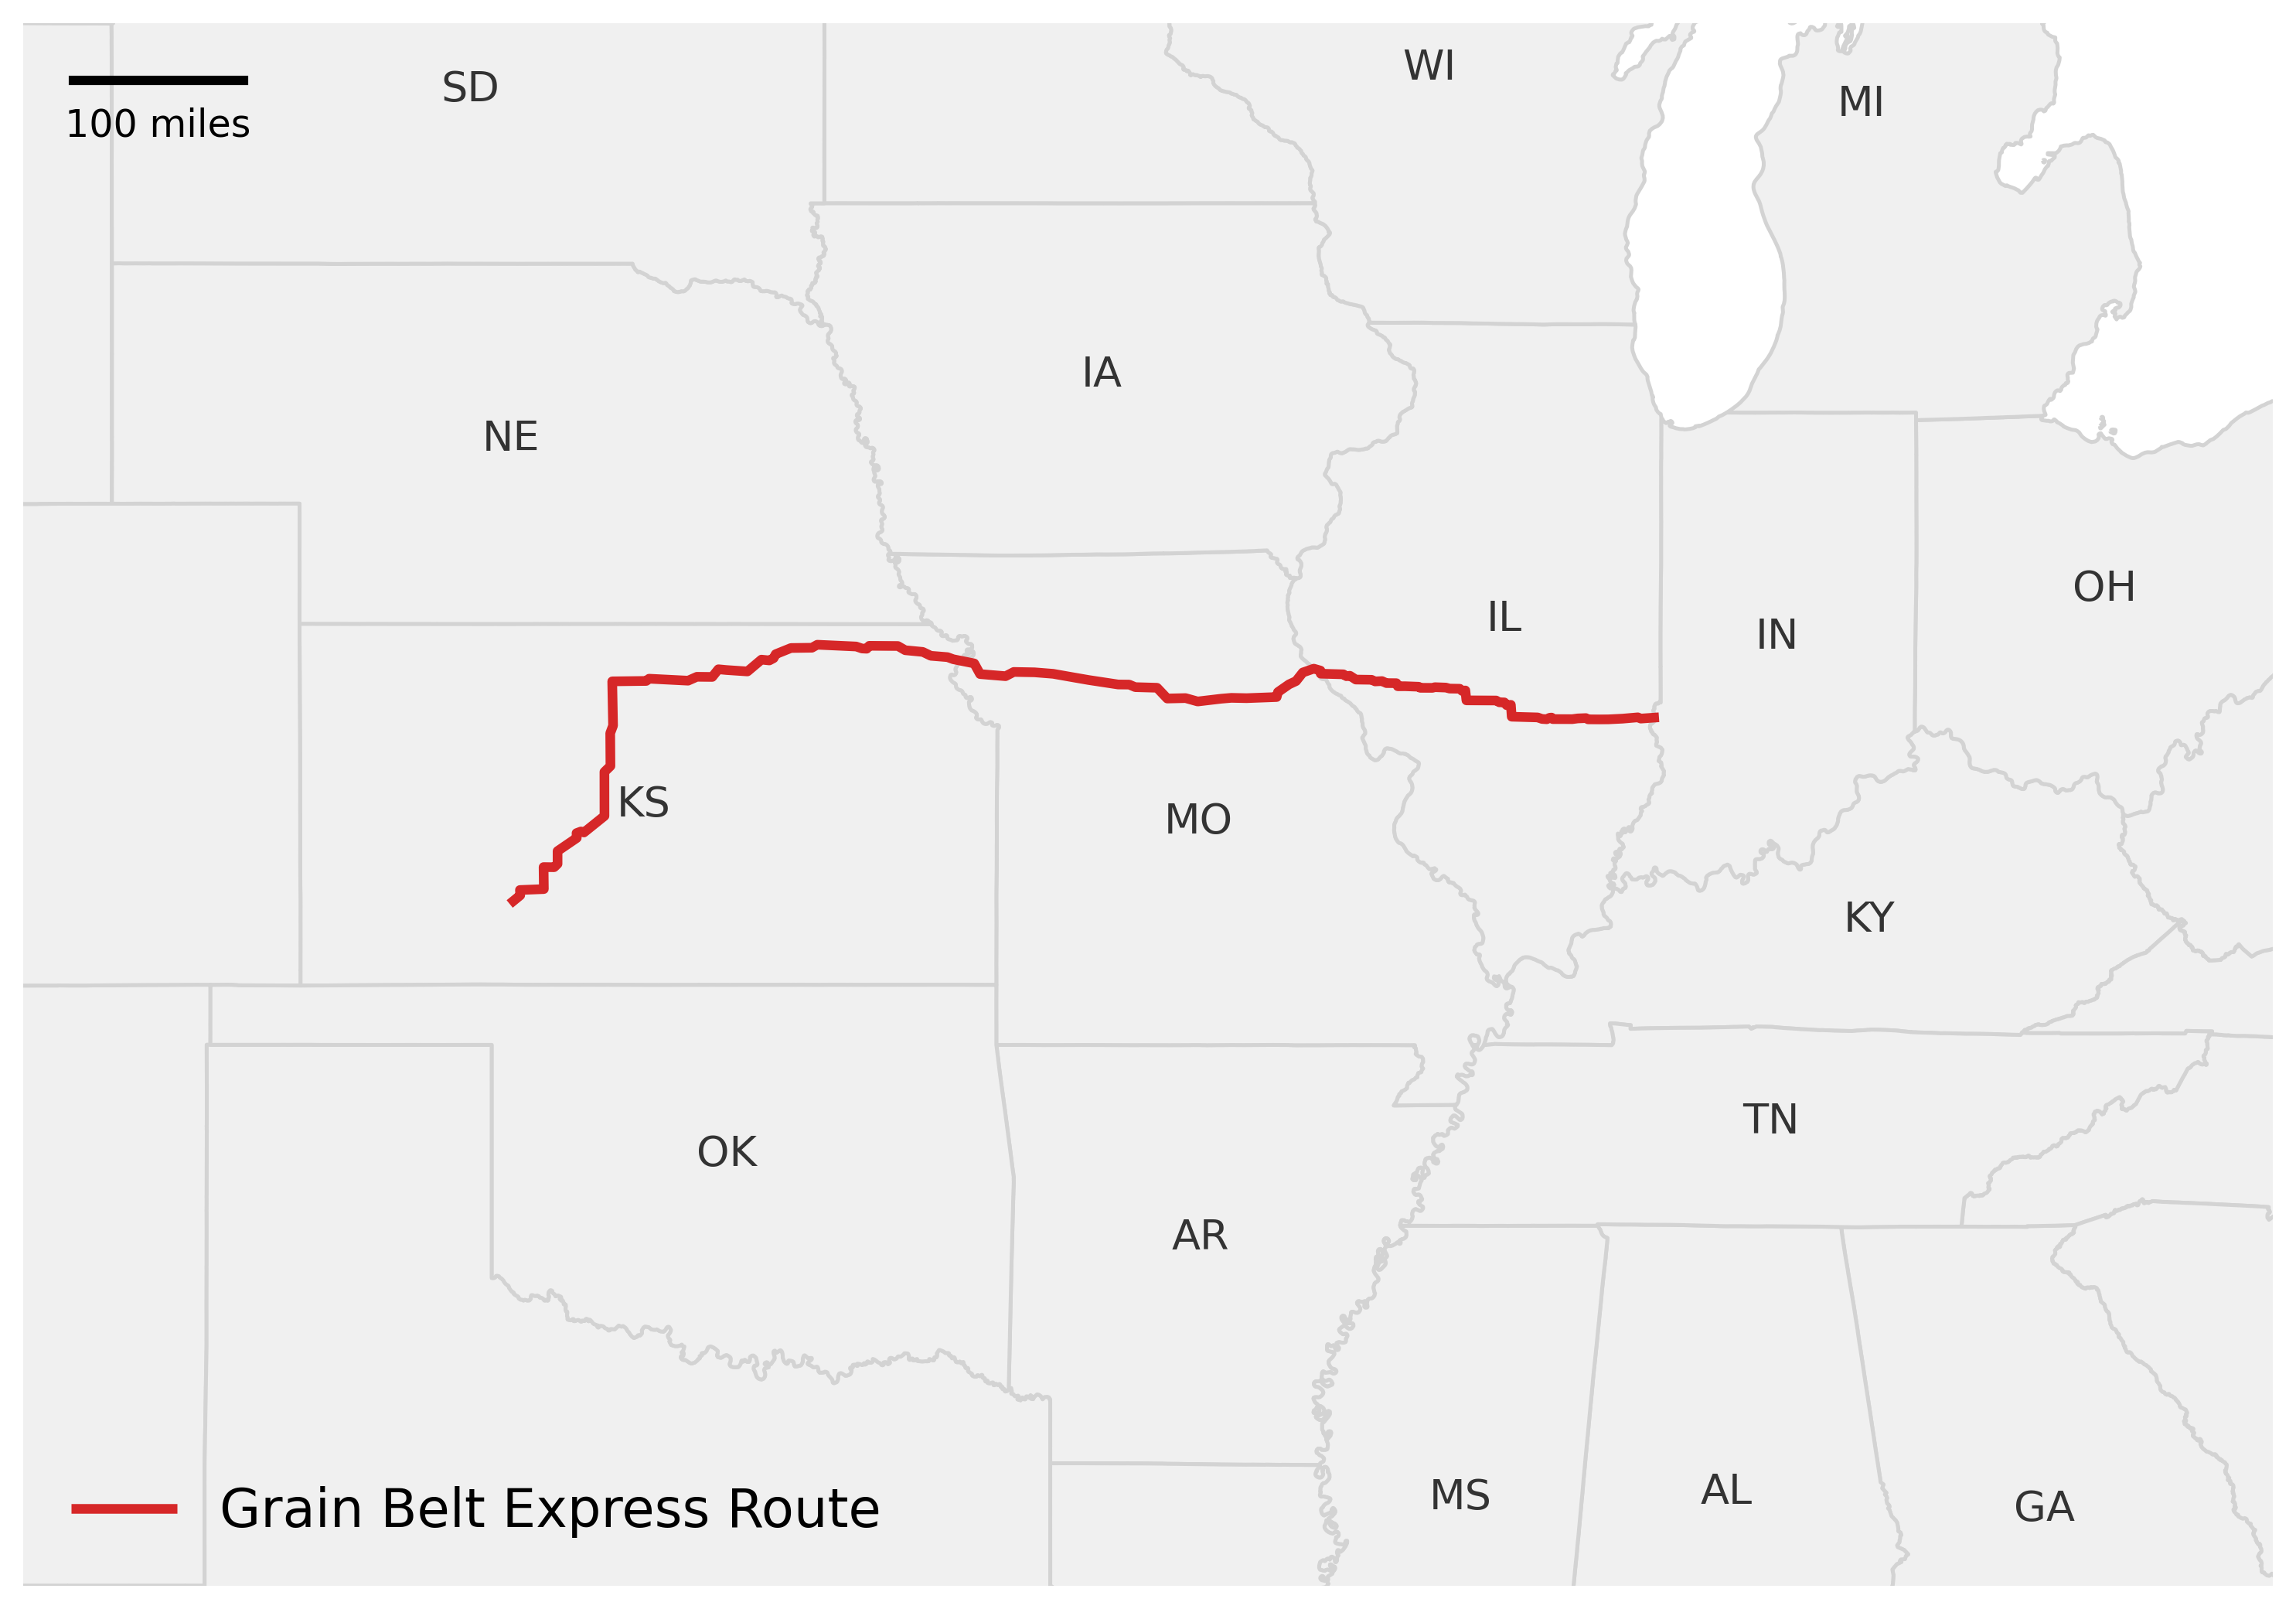 WI
SD
MI
100 miles
IA
NE
OH
IL
IN
KS
MO
KY
TN
OK
AR
AL
MS
GA
Grain Belt Express Route